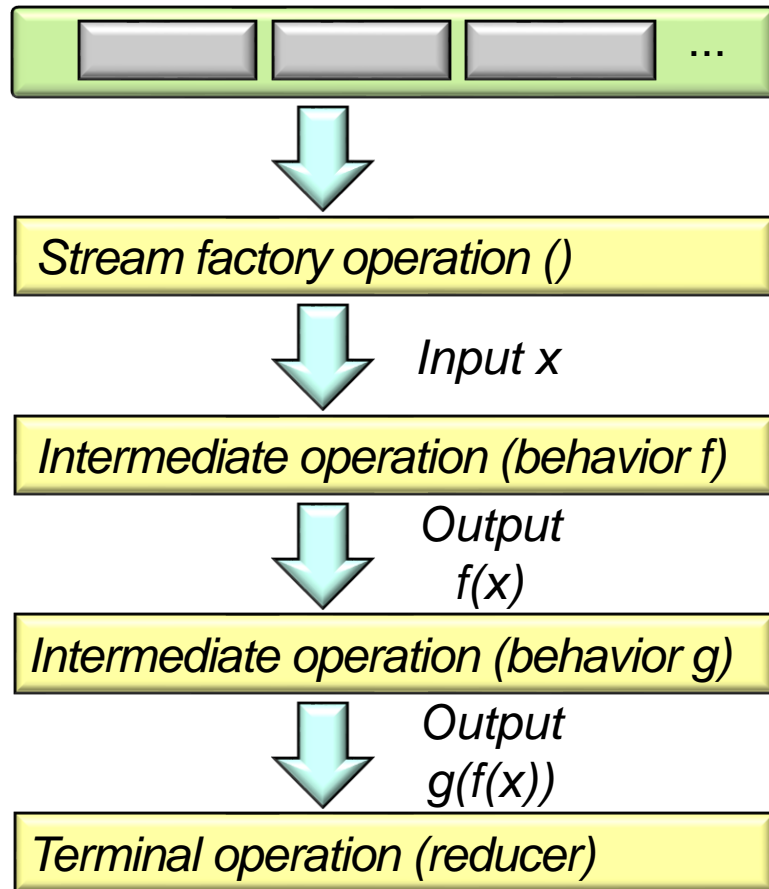 ...
Stream factory operation ()
Input x
Intermediate operation (behavior f)
Output
f(x)
Intermediate operation (behavior g)
Output
g(f(x))
Terminal operation (reducer)